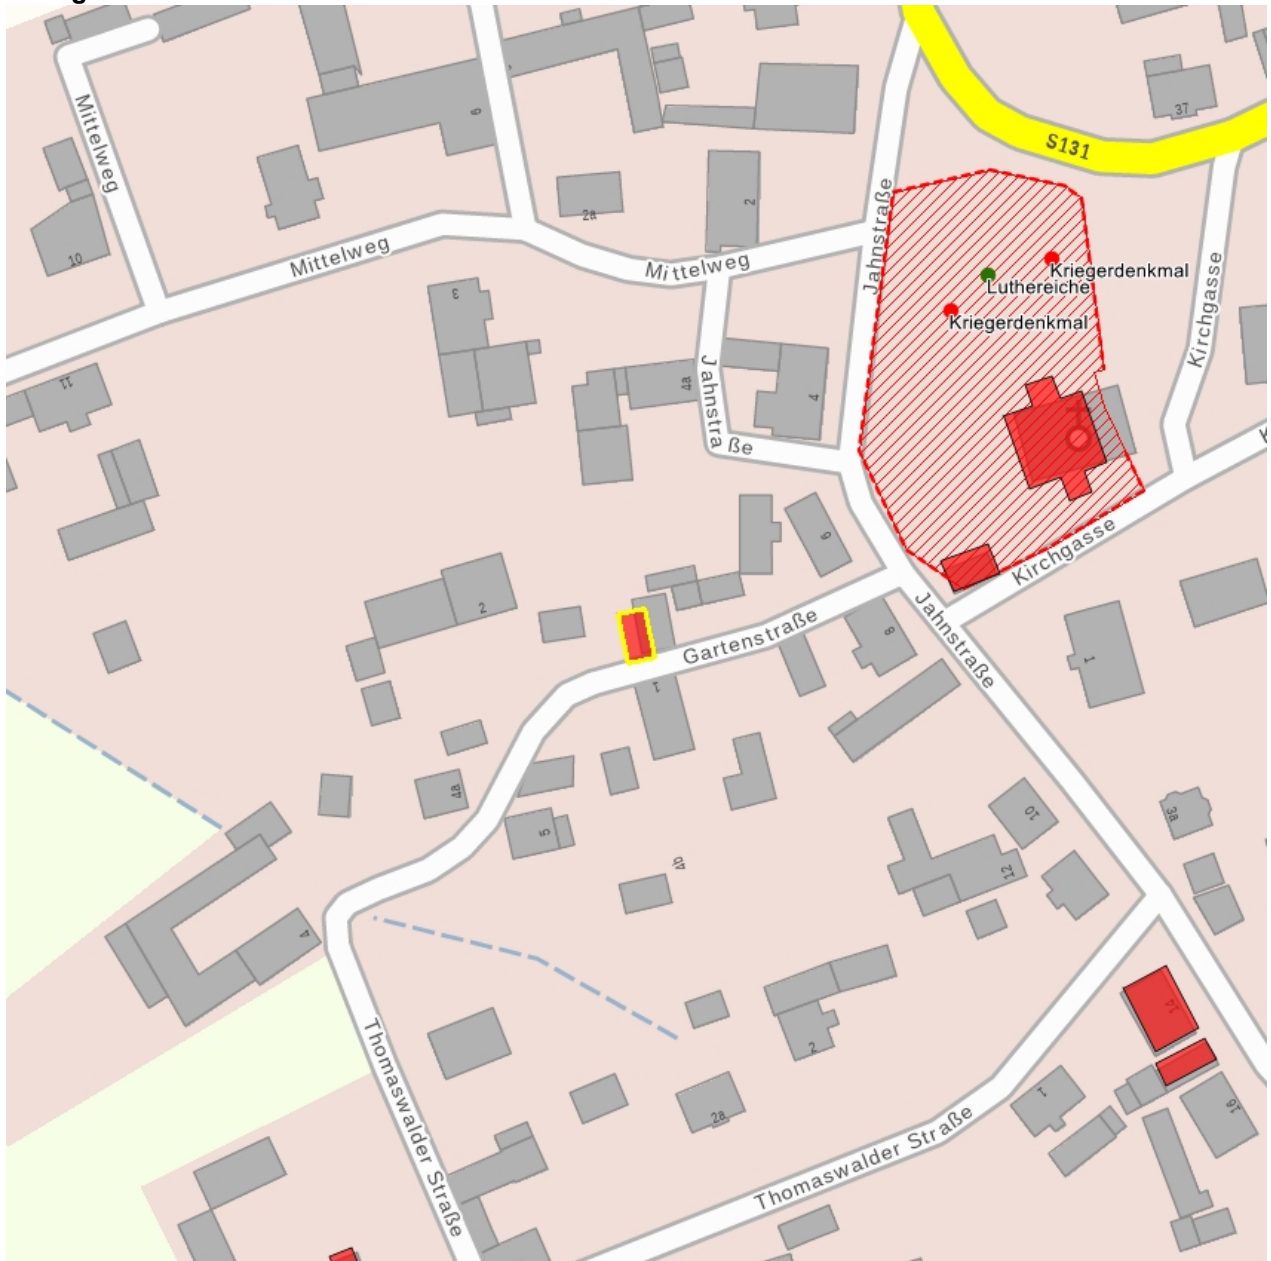 37
S131
6
Mittelweg
2a
2
Jahnstraße
10
Mittelweg
Mittelweg
Kriegerdenkmal
Luthereiche
Kirchgasse
3
Kriegerdenkmal
11
4a
4
Jahnstraße
6
Kirchgasse
K
2
Gartenstraße
Jahnstraße
8
1
1
4a
5
10
3a
4b
12
4
14
2
Thomaswalder Straße
2a
1
16
Thomaswalder Straße